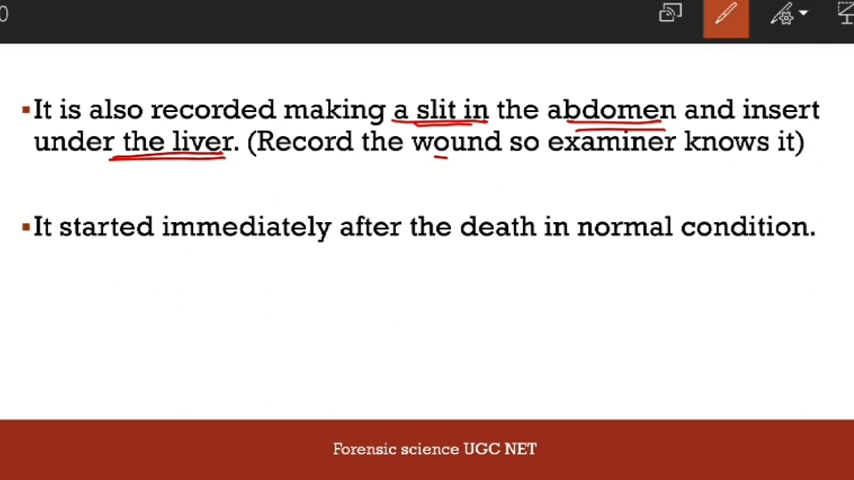 0
▪It is also recorded making a slit in the abdomen and insert
under the liver. (Record the wound so examiner knows it)
▪It started immediately after the death in normal condition.
Forensic science UGC NET